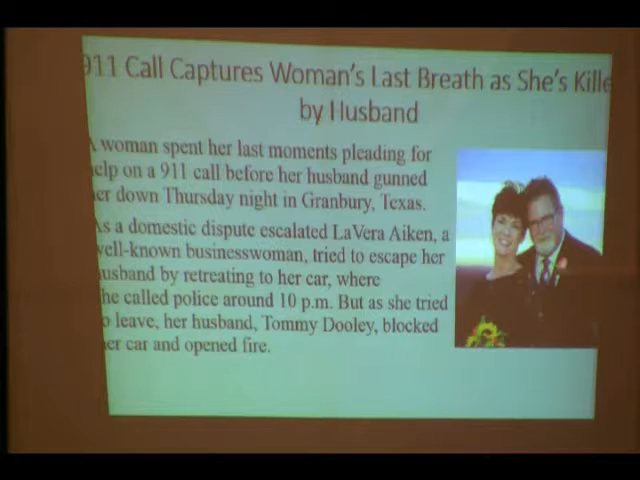 911 Call Captures Woman's Last Breath as She's Kille
by Husband
A woman spent her last moments pleading for
elp on a 911 call before her husband gunned
er down Thursday night in Granbury, Texas.
As a domestic dispute escalated LaVera Aiken, a
well-known businesswoman, tried to escape her
usband by retreating to her car, where
he called police around 10 p.m. But as she tried
o leave, her husband, Tommy Dooley, blocked
er car and opened fire.